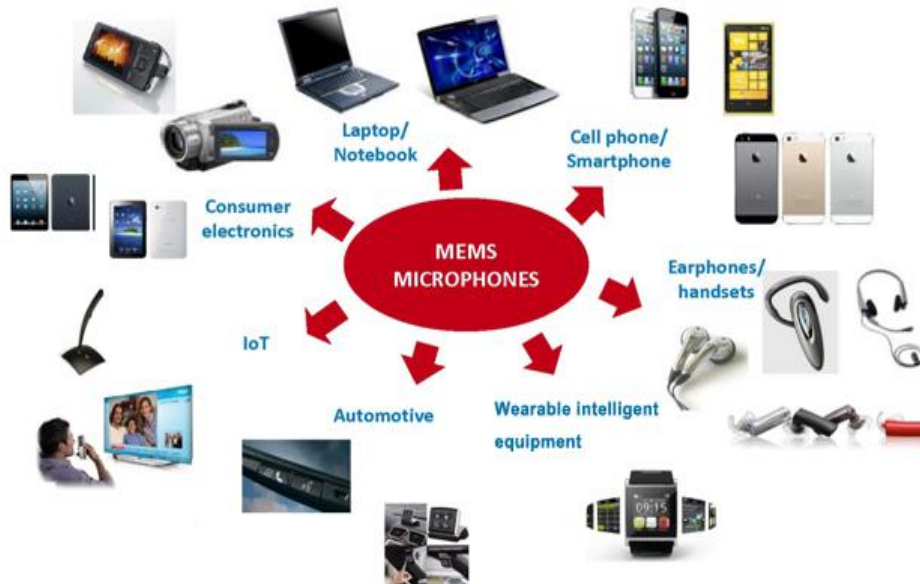 Laptop/
Notebook
Cell phone/
Smartphone
Consumer
electronics
MEMS
MICROPHONES
Earphones/
handsets
IoT
Automotive
Wearable intelligent
equipment
09:15